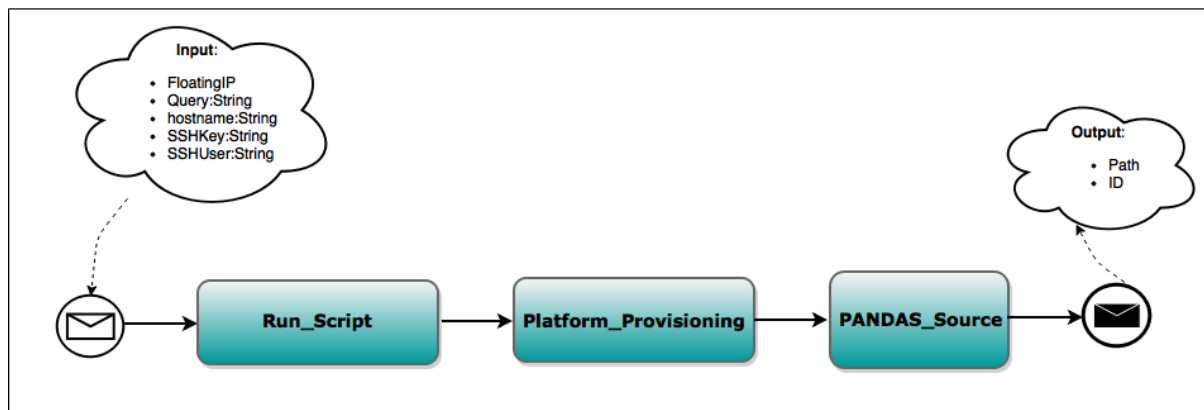 Input:
• FloatingIP
• Query:String
• hostname:String
• SSHKey:String
• SSHUser:String
Output:
• Path
• ID
Run_Script
Platform_Provisioning
PANDAS_Source